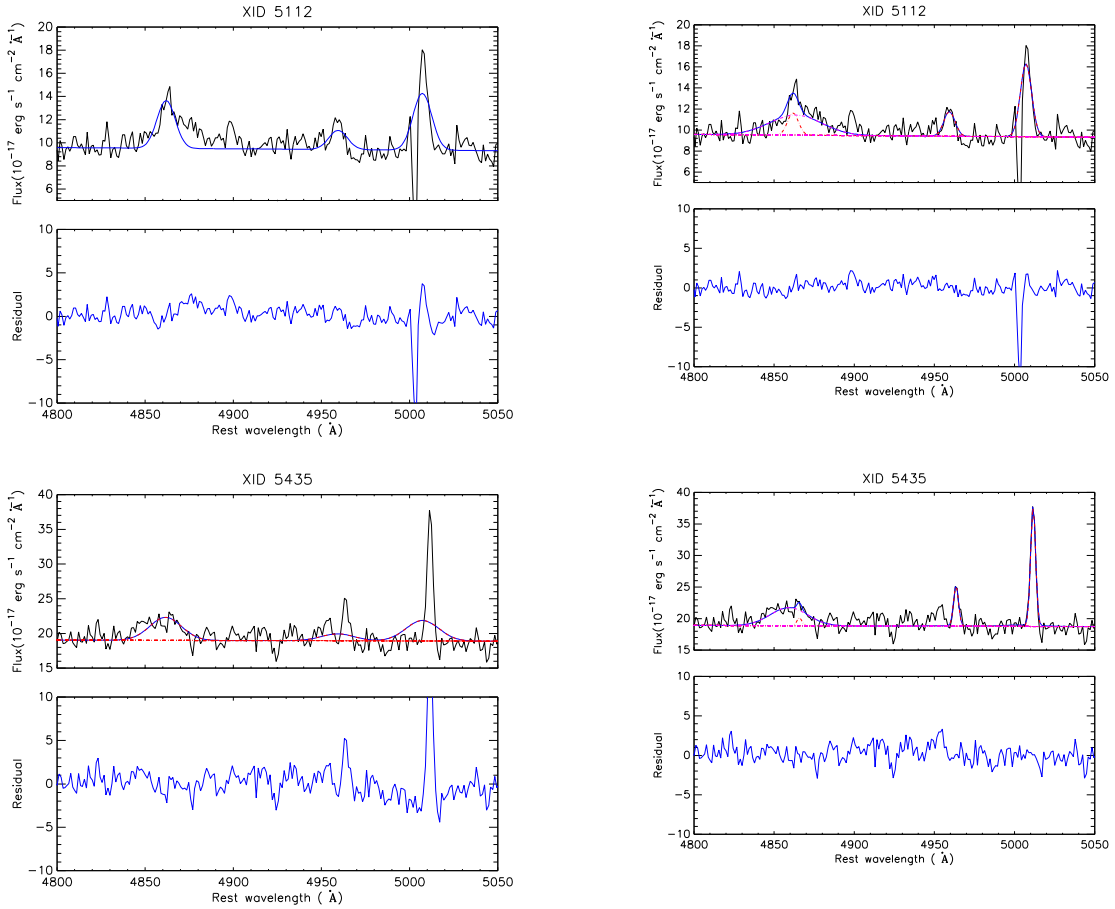 XID 5112
20
18
16
14
12
10
8
6
Flux(10⁻¹⁷ erg s⁻¹ cm⁻² Å⁻¹)
10
5
0
−5
−10
Residual
4800 4850 4900 4950 5000 5050
Rest wavelength ( Å)
XID 5112
20
18
16
14
12
10
8
6
Flux(10⁻¹⁷ erg s⁻¹ cm⁻² Å⁻¹)
10
5
0
−5
−10
Residual
4800 4850 4900 4950 5000 5050
Rest wavelength ( Å)
XID 5435
40
35
30
25
20
15
Flux(10⁻¹⁷ erg s⁻¹ cm⁻² Å⁻¹)
10
5
0
−5
−10
Residual
4800 4850 4900 4950 5000 5050
Rest wavelength ( Å)
XID 5435
40
35
30
25
20
15
Flux(10⁻¹⁷ erg s⁻¹ cm⁻² Å⁻¹)
10
5
0
−5
−10
Residual
4800 4850 4900 4950 5000 5050
Rest wavelength ( Å)